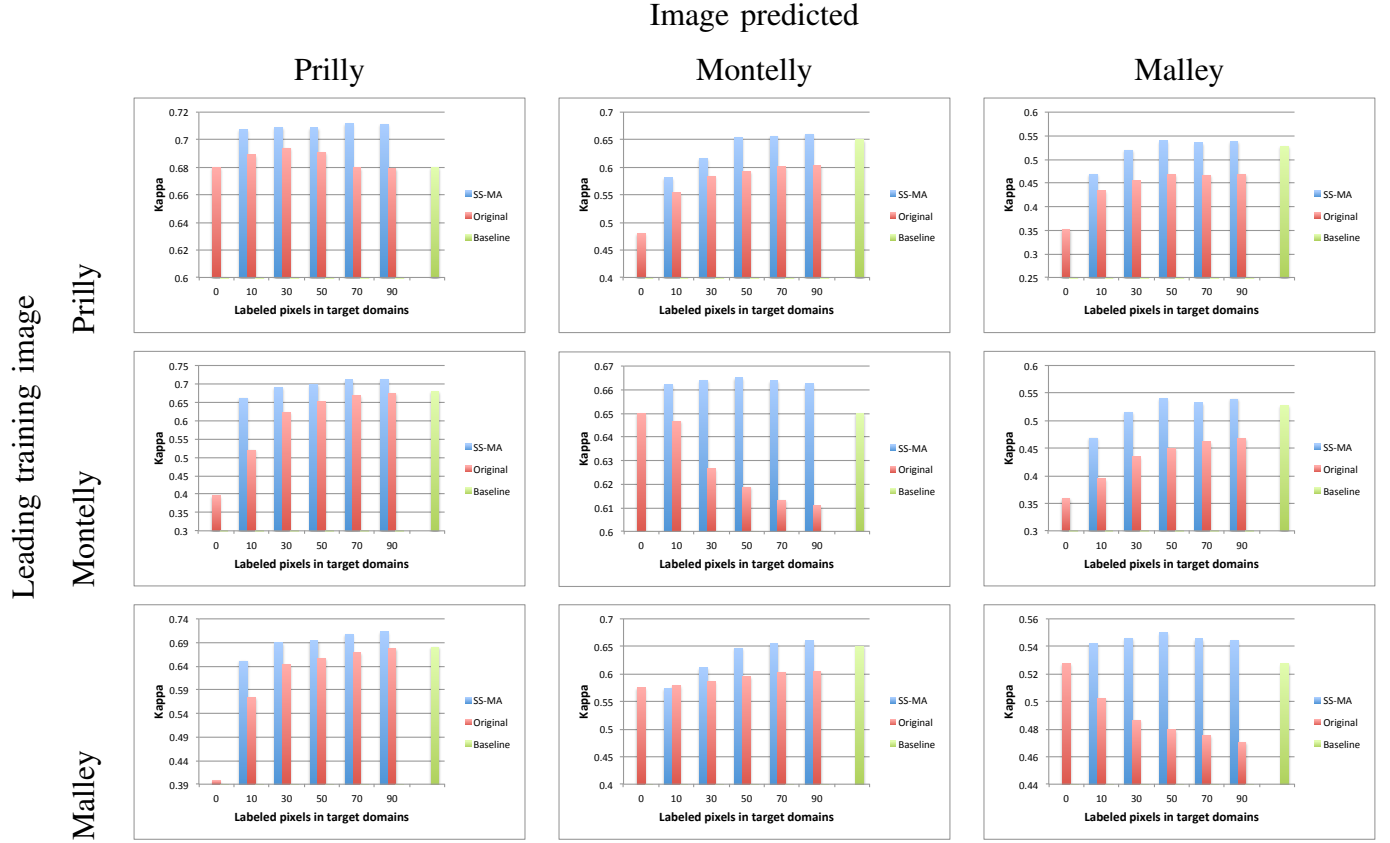 Image predicted
Prilly Montelly Malley
Leading training image
Prilly
0.72
0.7
0.68
0.66
0.64
0.62
0.6
Kappa
0 10 30 50 70 90
Labeled pixels in target domains
SS-MA
Original
Baseline
0.7
0.65
0.6
0.55
0.5
0.45
0.4
Kappa
0 10 30 50 70 90
Labeled pixels in target domains
SS-MA
Original
Baseline
0.6
0.55
0.5
0.45
0.4
0.35
0.3
0.25
Kappa
0 10 30 50 70 90
Labeled pixels in target domains
SS-MA
Original
Baseline
Montelly
0.75
0.7
0.65
0.6
0.55
0.5
0.45
0.4
0.35
0.3
Kappa
0 10 30 50 70 90
Labeled pixels in target domains
SS-MA
Original
Baseline
0.67
0.66
0.65
0.64
0.63
0.62
0.61
0.6
Kappa
0 10 30 50 70 90
Labeled pixels in target domains
SS-MA
Original
Baseline
0.6
0.55
0.5
0.45
0.4
0.35
0.3
Kappa
0 10 30 50 70 90
Labeled pixels in target domains
SS-MA
Original
Baseline
Malley
0.74
0.69
0.64
0.59
0.54
0.49
0.44
0.39
Kappa
0 10 30 50 70 90
Labeled pixels in target domains
SS-MA
Original
Baseline
0.7
0.65
0.6
0.55
0.5
0.45
0.4
Kappa
0 10 30 50 70 90
Labeled pixels in target domains
SS-MA
Original
Baseline
0.56
0.54
0.52
0.5
0.48
0.46
0.44
Kappa
0 10 30 50 70 90
Labeled pixels in target domains
SS-MA
Original
Baseline